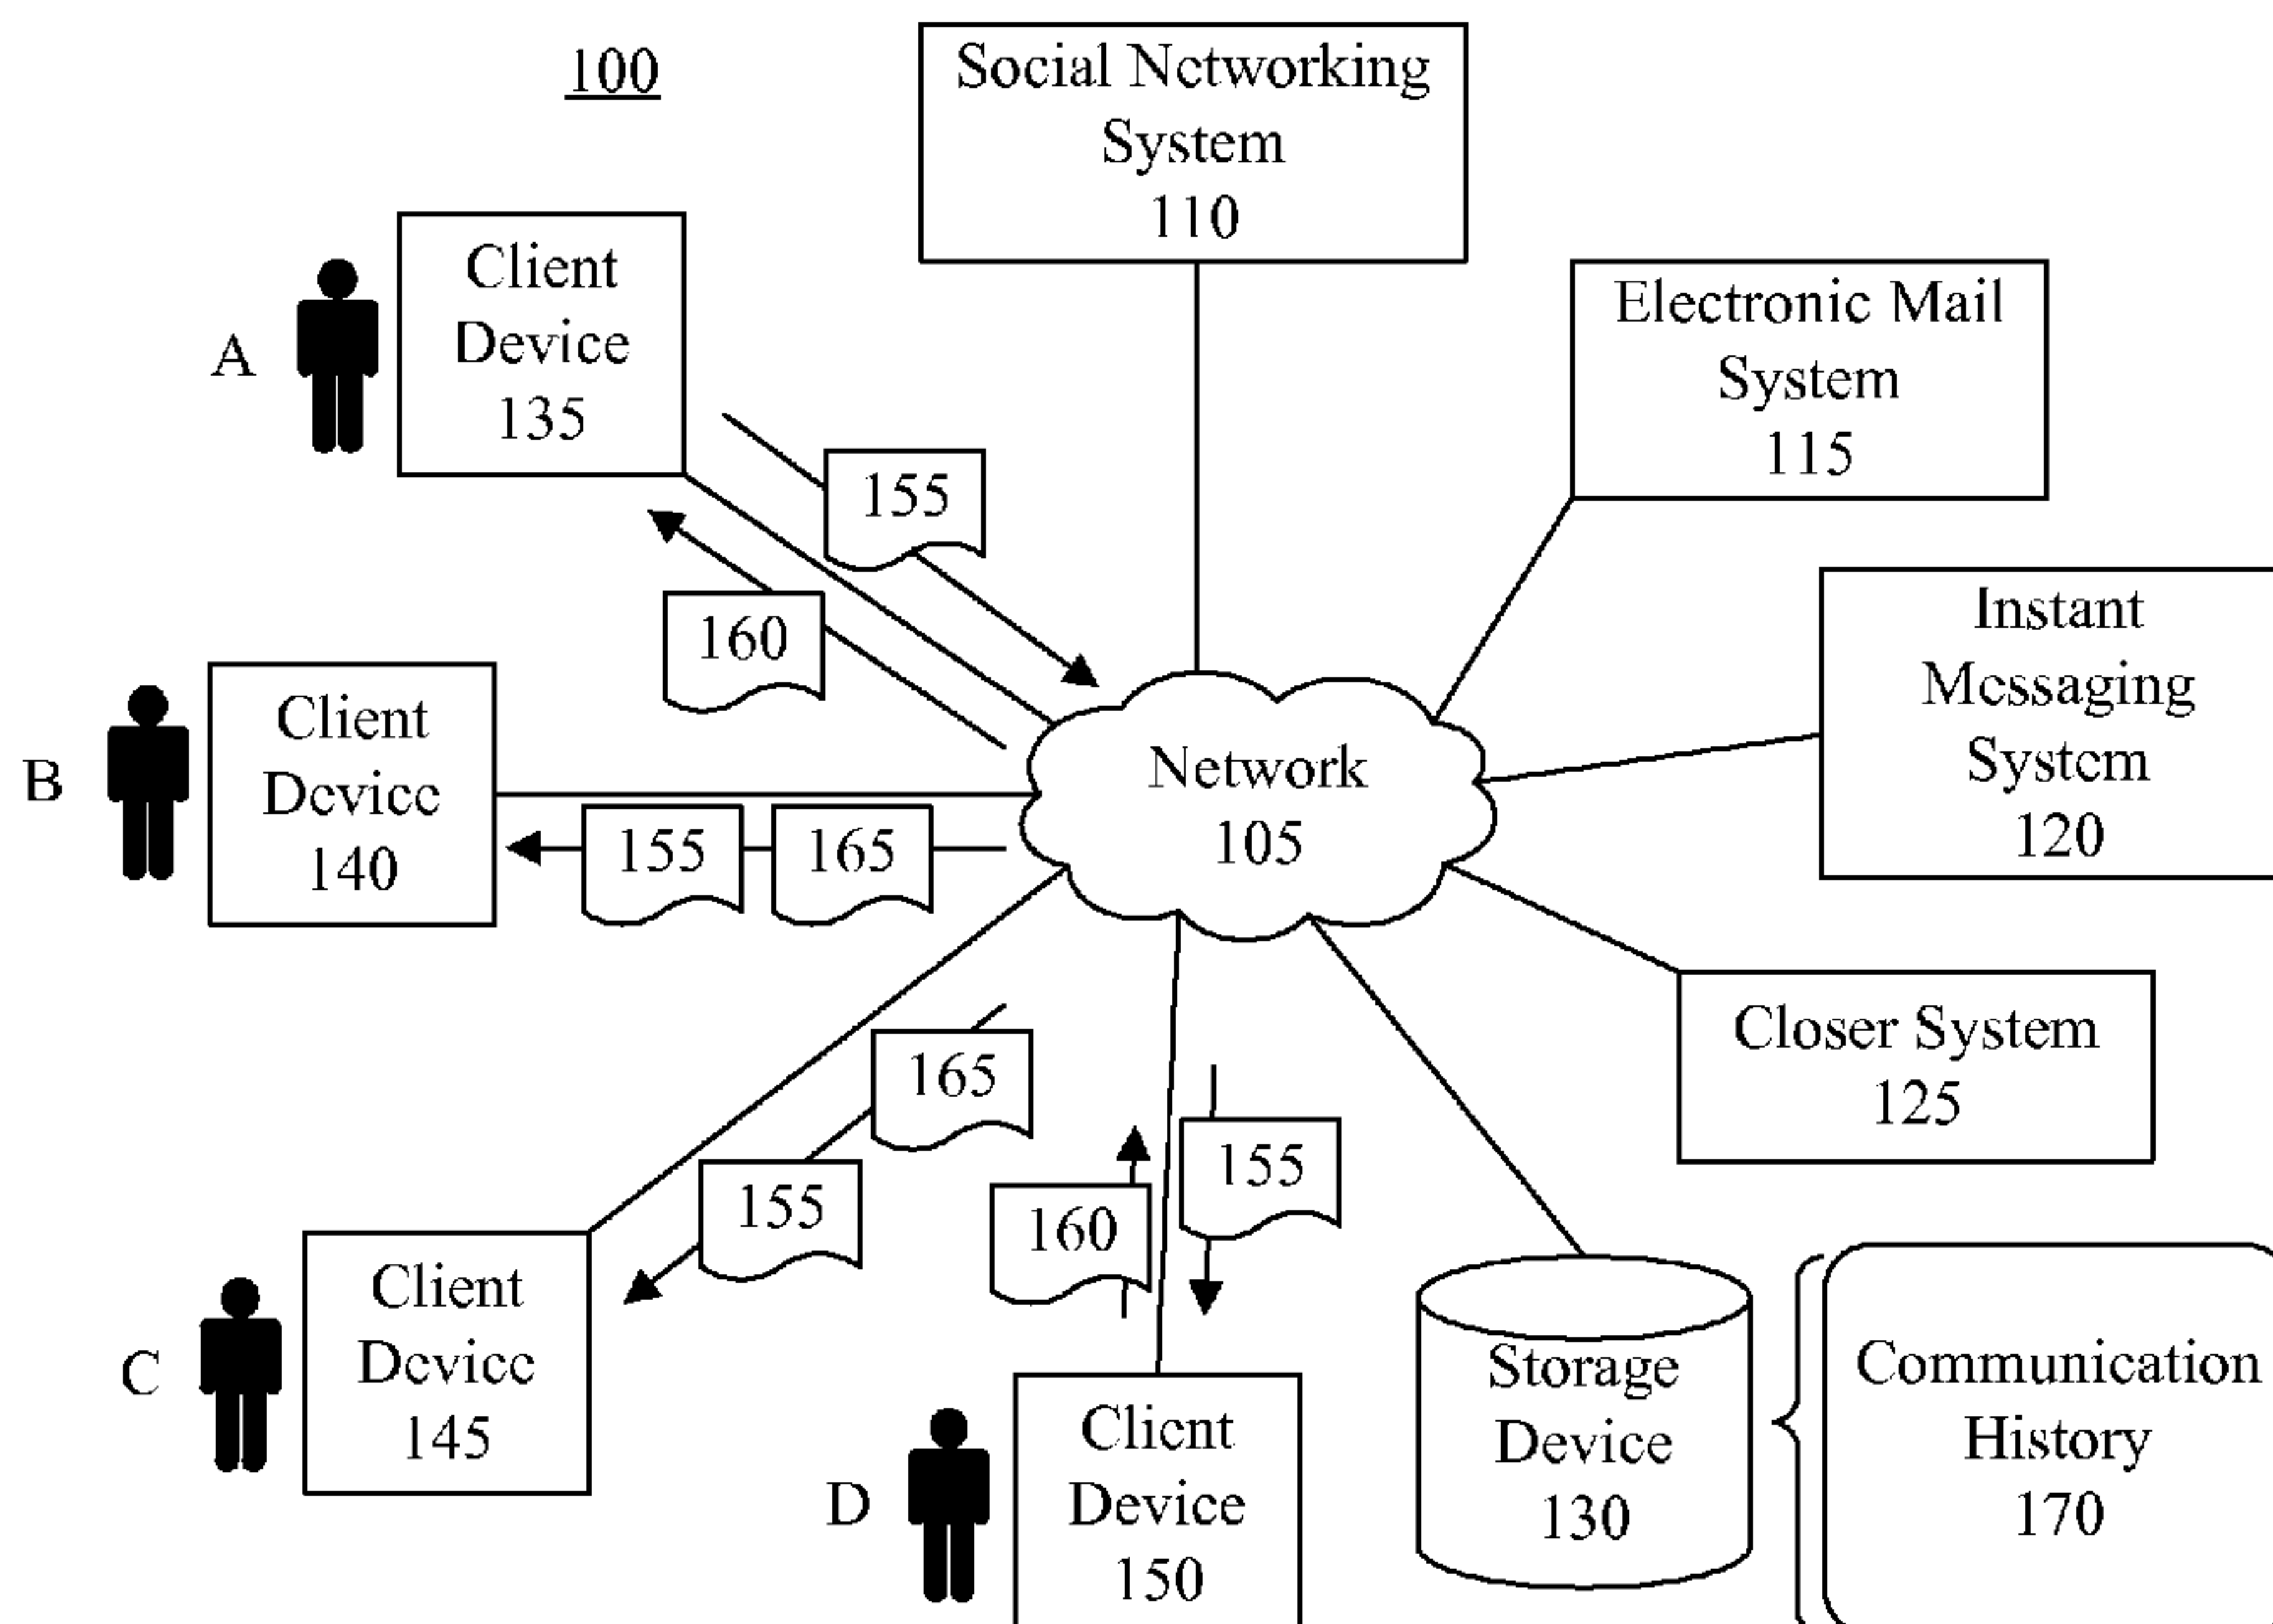 100
Social Networking
System
110
Client
Device
135
A
Electronic Mail
System
115
155
160
Instant
Messaging
System
120
Client
Device
140
B
Network
105
155
165
Closer System
125
165
155
155
160
Client
Device
145
C
Storage
Device
130
Communication
History
170
Client
Device
150
D